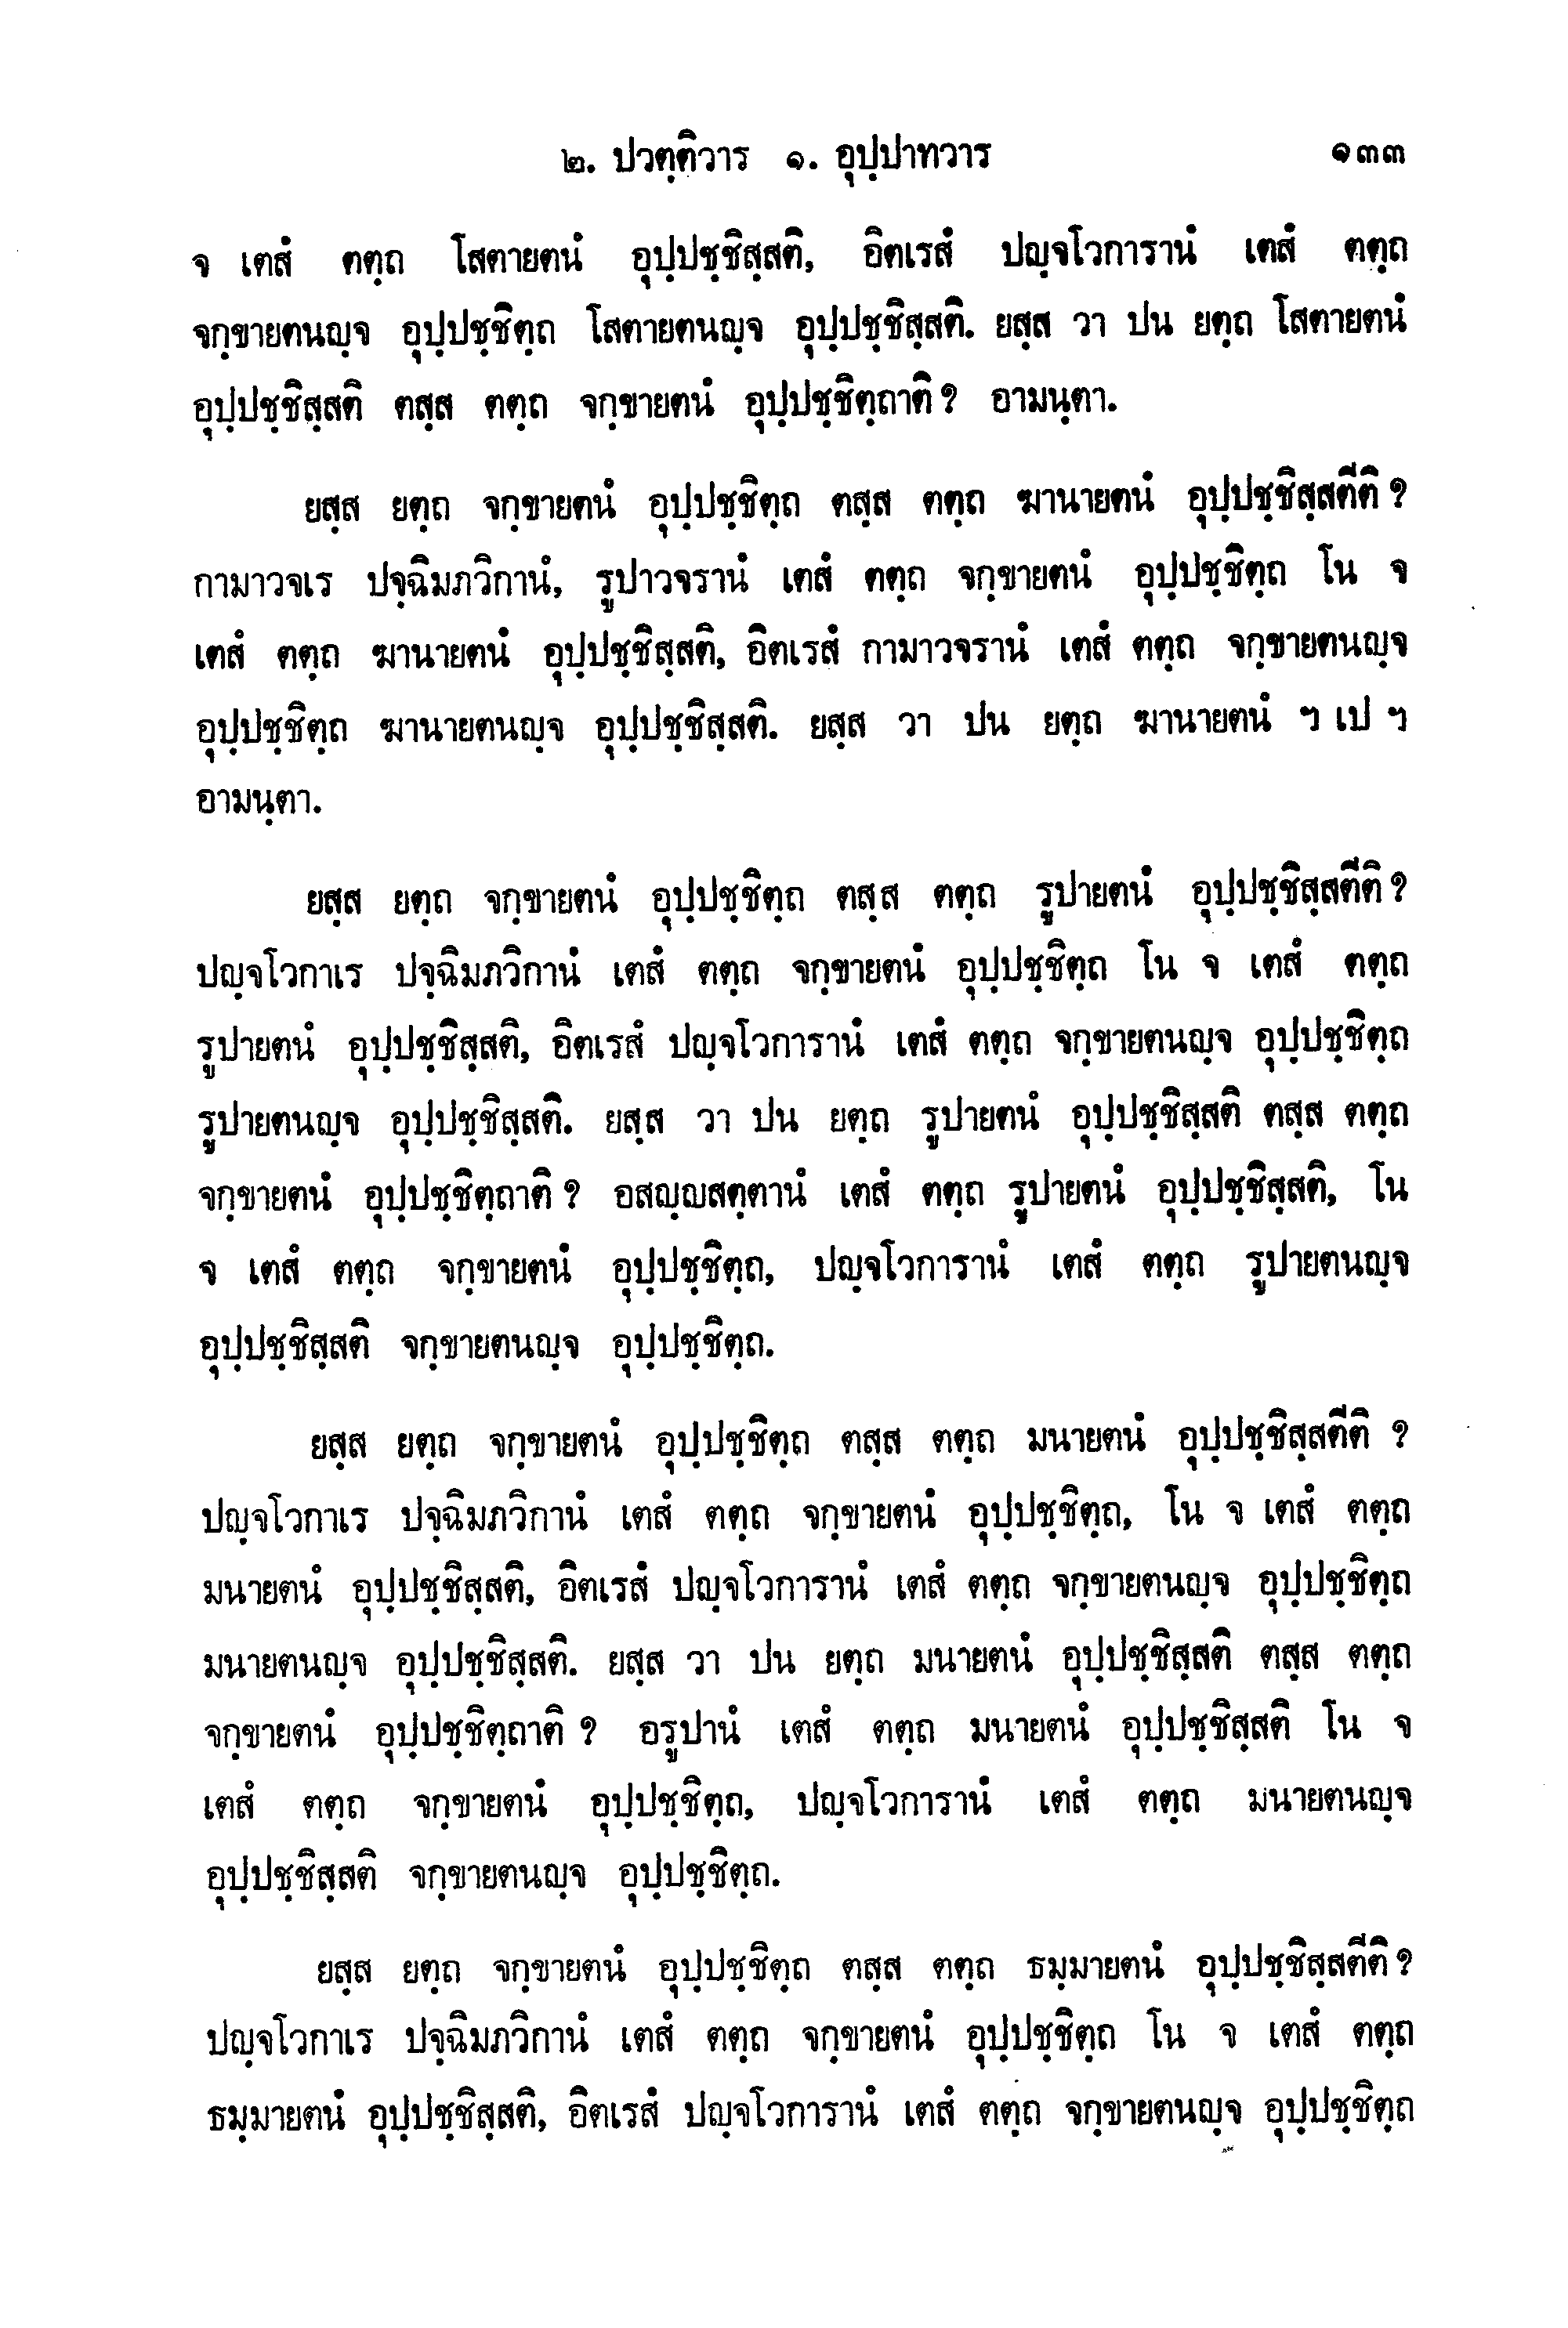 ๒. ปวตฺติวาร ๑. อุปฺปาทวาร ๑๓๓
จ เตสํ ตตฺถ โสตายตนํ อุปฺปชฺชิสฺสติ, อิตเรสํ ปญฺจโวการานํ เตสํ ตตฺถ
จกฺขายตนญฺจ อุปฺปชฺชิตฺถ โสตายตนญฺจ อุปฺปชฺชิสฺสติ. ยสฺส วา ปน ยตฺถ โสตายตนํ
อุปฺปชฺชิสฺสติ ตสฺส ตตฺถ จกฺขายตนํ อุปฺปชฺชิตฺถาติ? อามนฺตา.
ยสฺส ยตฺถ จกฺขายตนํ อุปฺปชฺชิตฺถ ตสฺส ตตฺถ ฆานายตนํ อุปฺปชฺชิสฺสตีติ?
กามาวจเร ปจฺฉิมภวิกานํ, รูปาวจรานํ เตสํ ตตฺถ จกฺขายตนํ อุปฺปชฺชิตฺถ โน จ
เตสํ ตตฺถ ฆานายตนํ อุปฺปชฺชิสฺสติ, อิตเรสํ กามาวจรานํ เตสํ ตตฺถ จกฺขายตนญฺจ
อุปฺปชฺชิตฺถ ฆานายตนญฺจ อุปฺปชฺชิสฺสติ. ยสฺส วา ปน ยตฺถ ฆานายตนํ ฯ เป ฯ
อามนฺตา.
ยสฺส ยตฺถ จกฺขายตนํ อุปฺปชฺชิตฺถ ตสฺส ตตฺถ รูปายตนํ อุปฺปชฺชิสฺสตีติ?
ปญฺจโวกาเร ปจฺฉิมภวิกานํ เตสํ ตตฺถ จกฺขายตนํ อุปฺปชฺชิตฺถ โน จ เตสํ ตตฺถ
รูปายตนํ อุปฺปชฺชิสฺสติ, อิตเรสํ ปญฺจโวการานํ เตสํ ตตฺถ จกฺขายตนญฺจ อุปฺปชฺชิตฺถ
รูปายตนญฺจ อุปฺปชฺชิสฺสติ. ยสฺส วา ปน ยตฺถ รูปายตนํ อุปฺปชฺชิสฺสติ ตสฺส ตตฺถ
จกฺขายตนํ อุปฺปชฺชิตฺถาติ? อสญฺญสตฺตานํ เตสํ ตตฺถ รูปายตนํ อุปฺปชฺชิสฺสติ, โน
จ เตสํ ตตฺถ จกฺขายตนํ อุปฺปชฺชิตฺถ, ปญฺจโวการานํ เตสํ ตตฺถ รูปายตนญฺจ
อุปฺปชฺชิสฺสติ จกฺขายตนญฺจ อุปฺปชฺชิตฺถ.
ยสฺส ยตฺถ จกฺขายตนํ อุปฺปชฺชิตฺถ ตสฺส ตตฺถ มนายตนํ อุปฺปชฺชิสฺสตีติ ?
ปญฺจโวกาเร ปจฺฉิมภวิกานํ เตสํ ตตฺถ จกฺขายตนํ อุปฺปชฺชิตฺถ, โน จ เตสํ ตตฺถ
มนายตนํ อุปฺปชฺชิสฺสติ, อิตเรสํ ปญฺจโวการานํ เตสํ ตตฺถ จกฺขายตนญฺจ อุปฺปชฺชิตฺถ
มนายตนญฺจ อุปฺปชฺชิสฺสติ. ยสฺส วา ปน ยตฺถ มนายตนํ อุปฺปชฺชิสฺสติ ตสฺส ตตฺถ
จกฺขายตนํ อุปฺปชฺชิตฺถาติ ? อรูปานํ เตสํ ตตฺถ มนายตนํ อุปฺปชฺชิสฺสติ โน จ
เตสํ ตตฺถ จกฺขายตนํ อุปฺปชฺชิตฺถ, ปญฺจโวการานํ เตสํ ตตฺถ มนายตนญฺจ
อุปฺปชฺชิสฺสติ จกฺขายตนญฺจ อุปฺปชฺชิตฺถ.
ยสฺส ยตฺถ จกฺขายตนํ อุปฺปชฺชิตฺถ ตสฺส ตตฺถ ธมฺมายตนํ อุปฺปชฺชิสฺสตีติ?
ปญฺจโวกาเร ปจฺฉิมภวิกานํ เตสํ ตตฺถ จกฺขายตนํ อุปฺปชฺชิตฺถ โน จ เตสํ ตตฺถ
ธมฺมายตนํ อุปฺปชฺชิสฺสติ, อิตเรสํ ปญฺจโวการานํ เตสํ ตตฺถ จกฺขายตนญฺจ อุปฺปชฺชิตฺถ